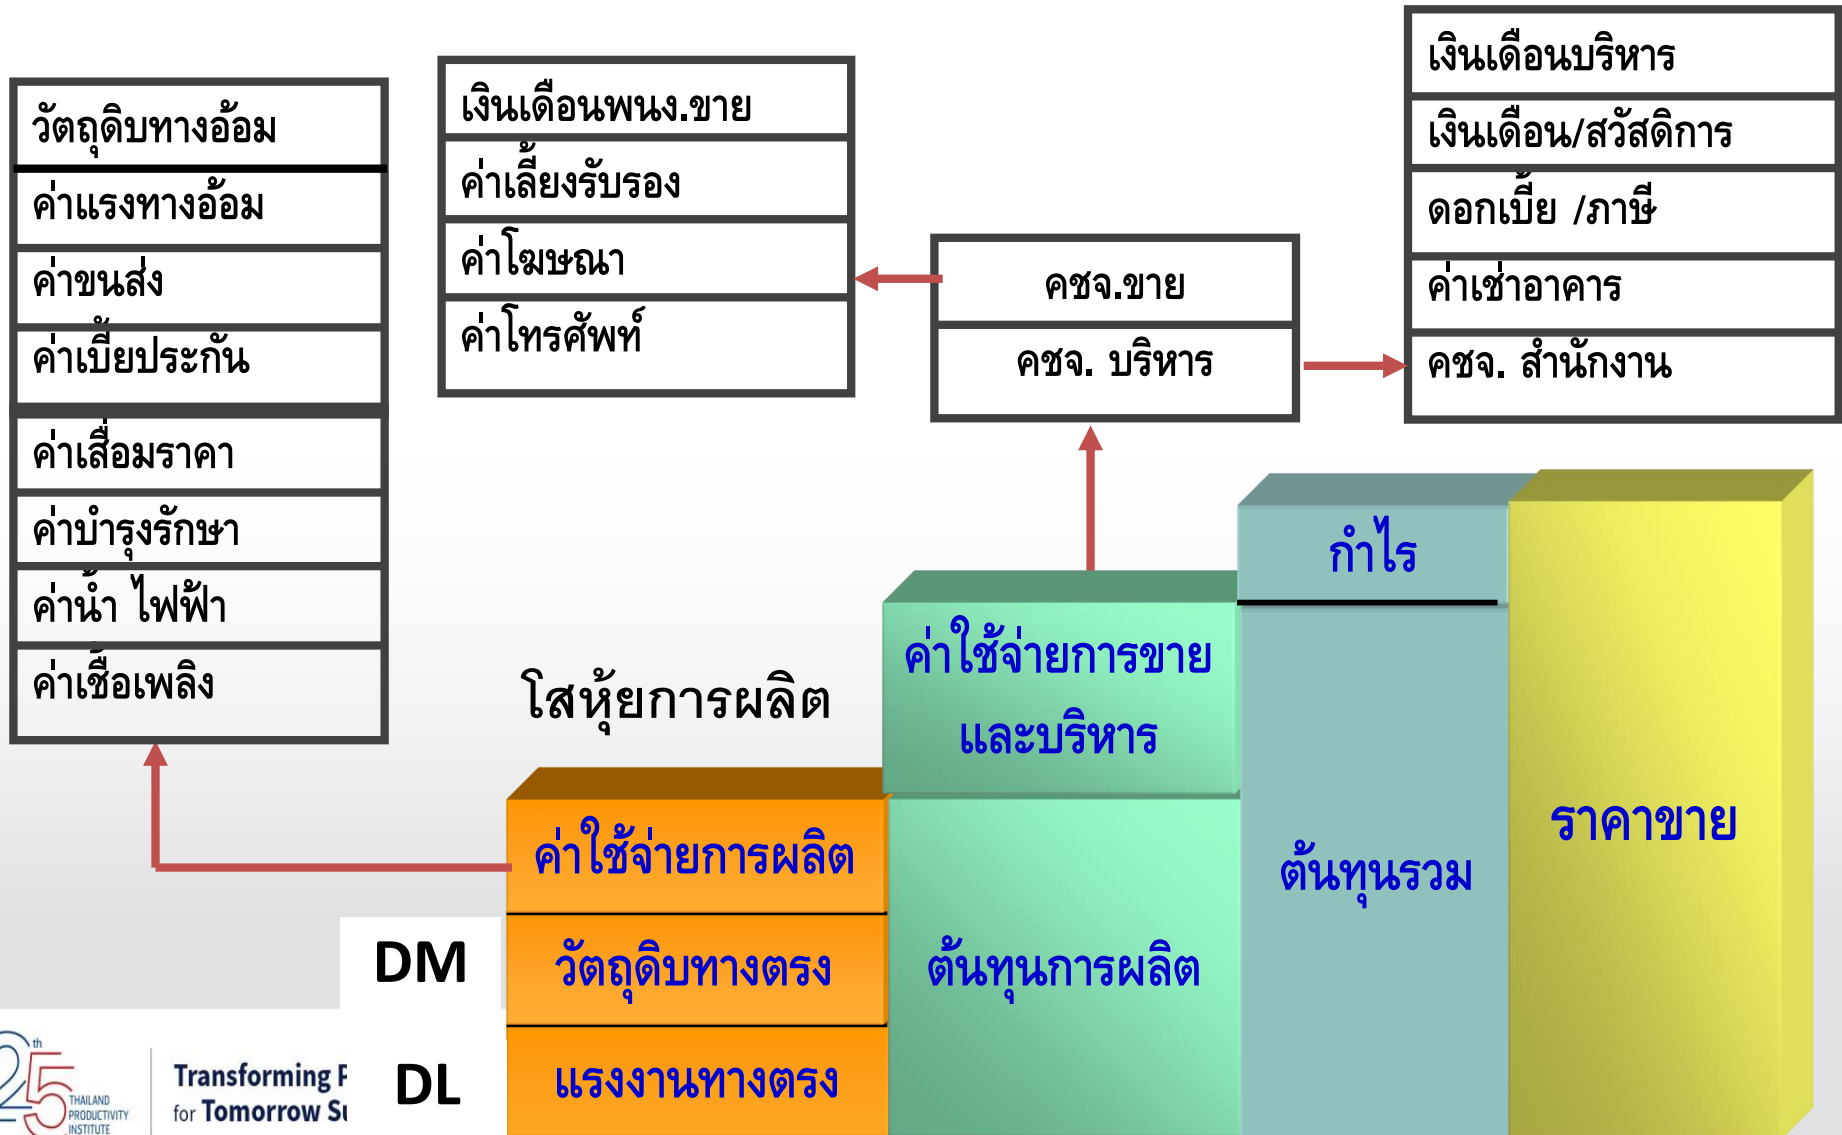 วัตถุดิบทางอ้อม
ค่าแรงทางอ้อม
ค่าขนส่ง
ค่าเบี้ยประกัน
ค่าเสื่อมราคา
ค่าบำรุงรักษา
ค่าน้ำ ไฟฟ้า
ค่าเชื้อเพลิง
เงินเดือนพนง.ขาย
ค่าเลี้ยงรับรอง
ค่าโฆษณา
ค่าโทรศัพท์
คชจ.ขาย
คชจ. บริหาร
เงินเดือนบริหาร
เงินเดือน/สวัสดิการ
ดอกเบี้ย /ภาษี
ค่าเช่าอาคาร
คชจ. สำนักงาน
โสหุ้ยการผลิต
ค่าใช้จ่ายการผลิต
DM
วัตถุดิบทางตรง
DL
แรงงานทางตรง
ค่าใช้จ่ายการขาย
และบริหาร
ต้นทุนการผลิต
กำไร
ต้นทุนรวม
ราคาขาย
25th
THAILAND
PRODUCTIVITY
INSTITUTE
Transforming
for Tomorrow